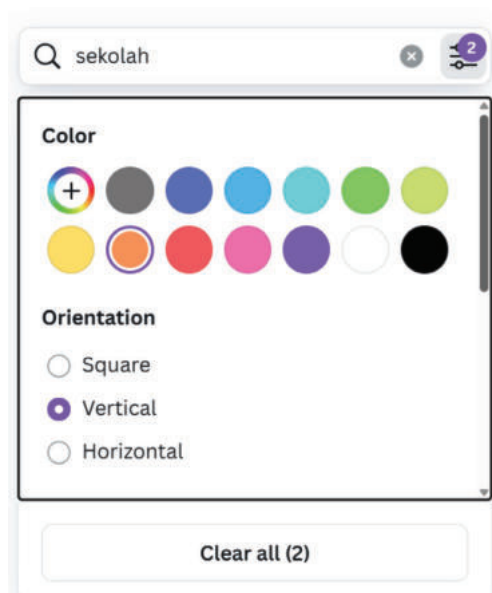 sekolah
2
Color
Orientation
Square
Vertical
Horizontal
Clear all (2)